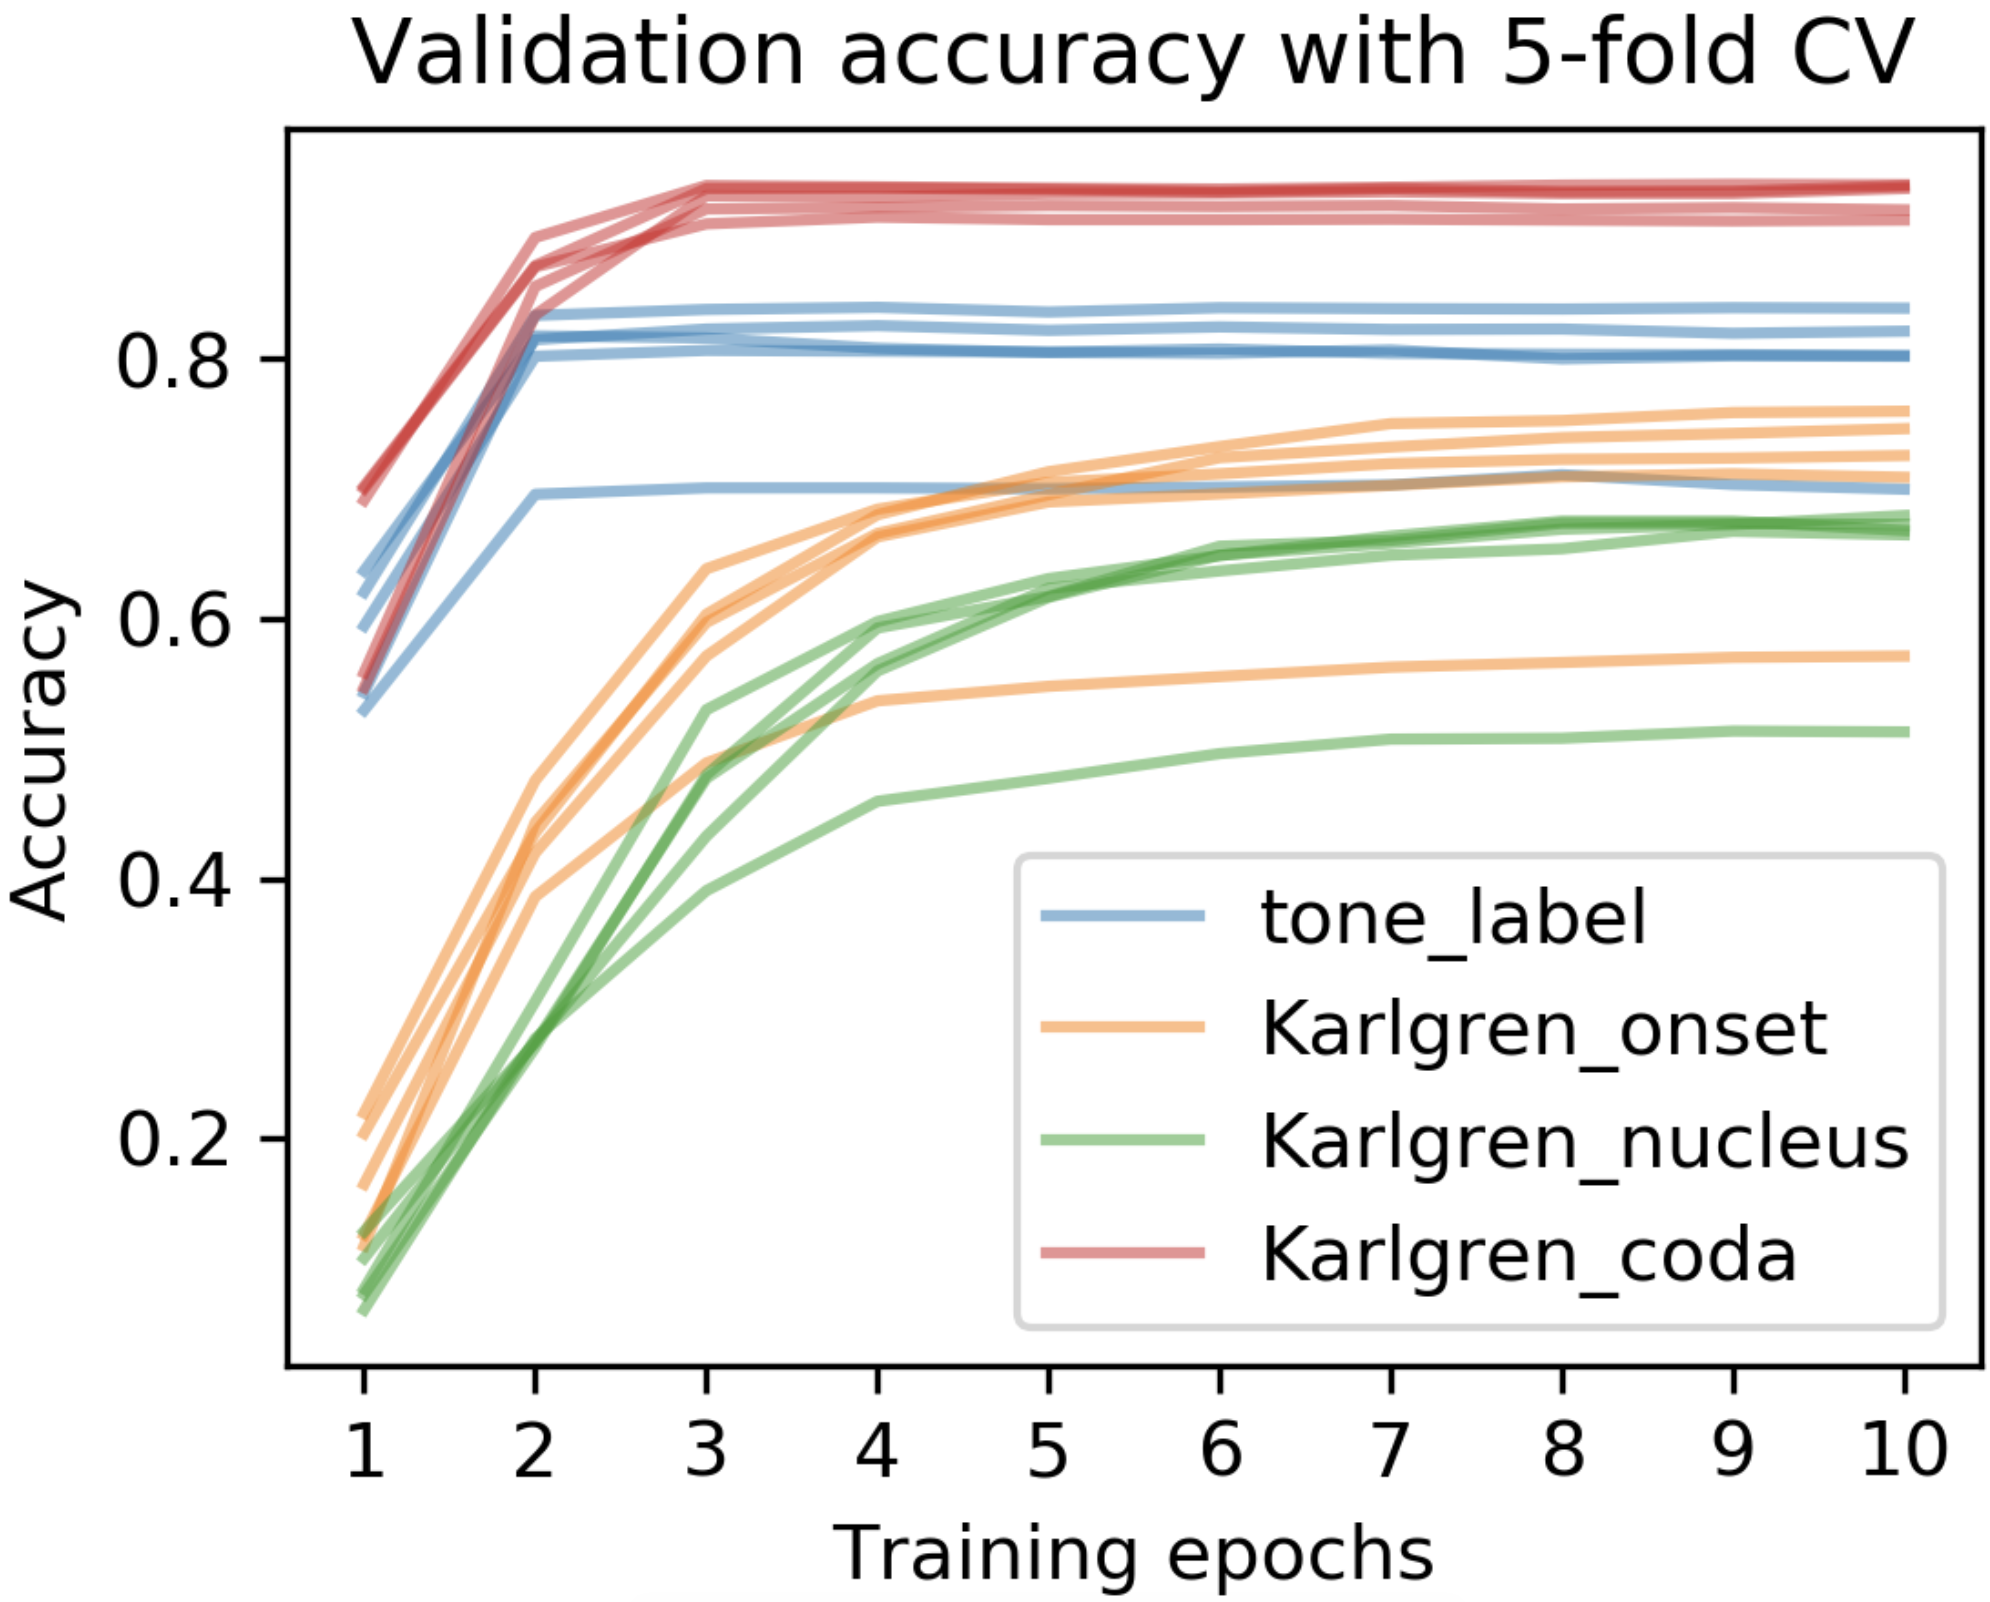 Validation accuracy with 5-fold CV
Accuracy
0.8
0.6
0.4
0.2
tone_label
Karlgren_onset
Karlgren_nucleus
Karlgren_coda
1 2 3 4 5 6 7 8 9 10
Training epochs